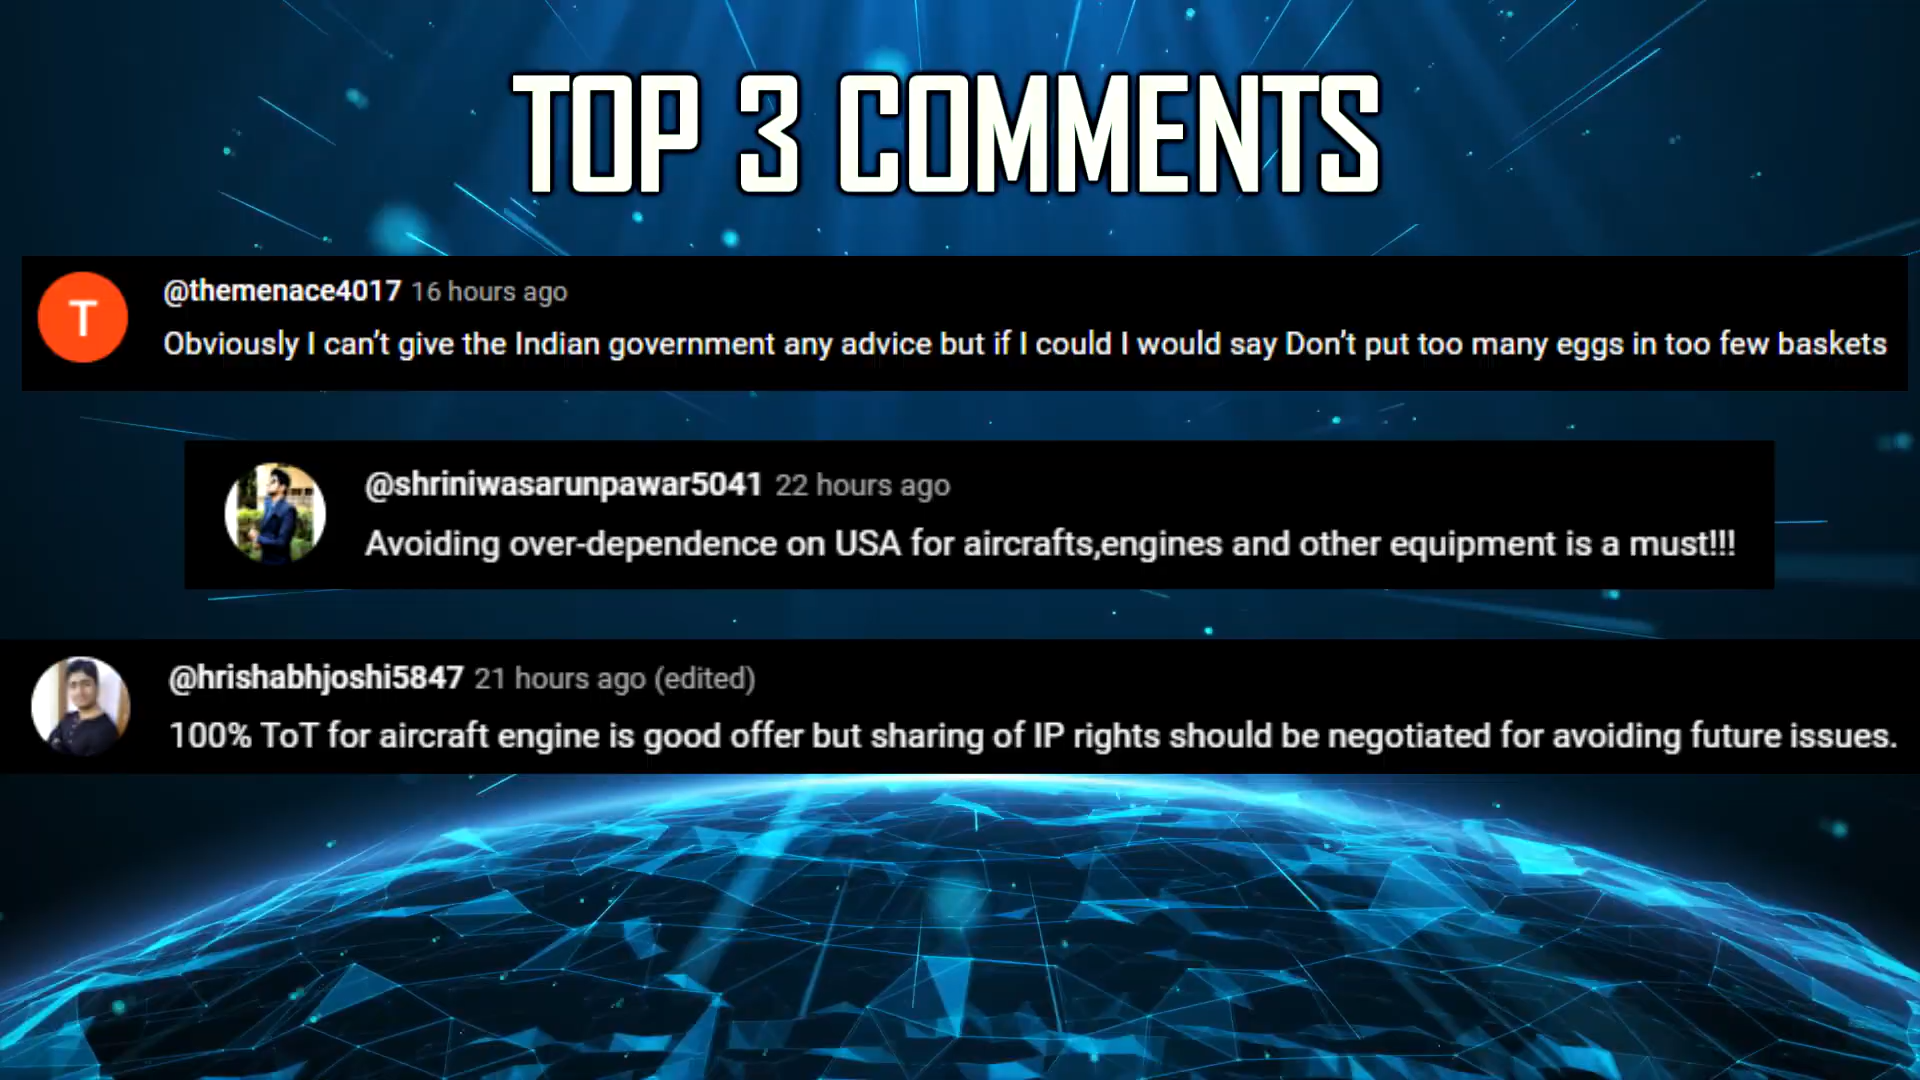 TOP 3 COMMENTS
T
@themenace4017 16 hours ago
Obviously I can’t give the Indian government any advice but if I could I would say Don’t put too many eggs in too few baskets
@shriniwasarunpawar5041 22 hours ago
Avoiding over-dependence on USA for aircrafts,engines and other equipment is a must!!!
@hrishabhjoshi5847 21 hours ago (edited)
100% ToT for aircraft engine is good offer but sharing of IP rights should be negotiated for avoiding future issues.